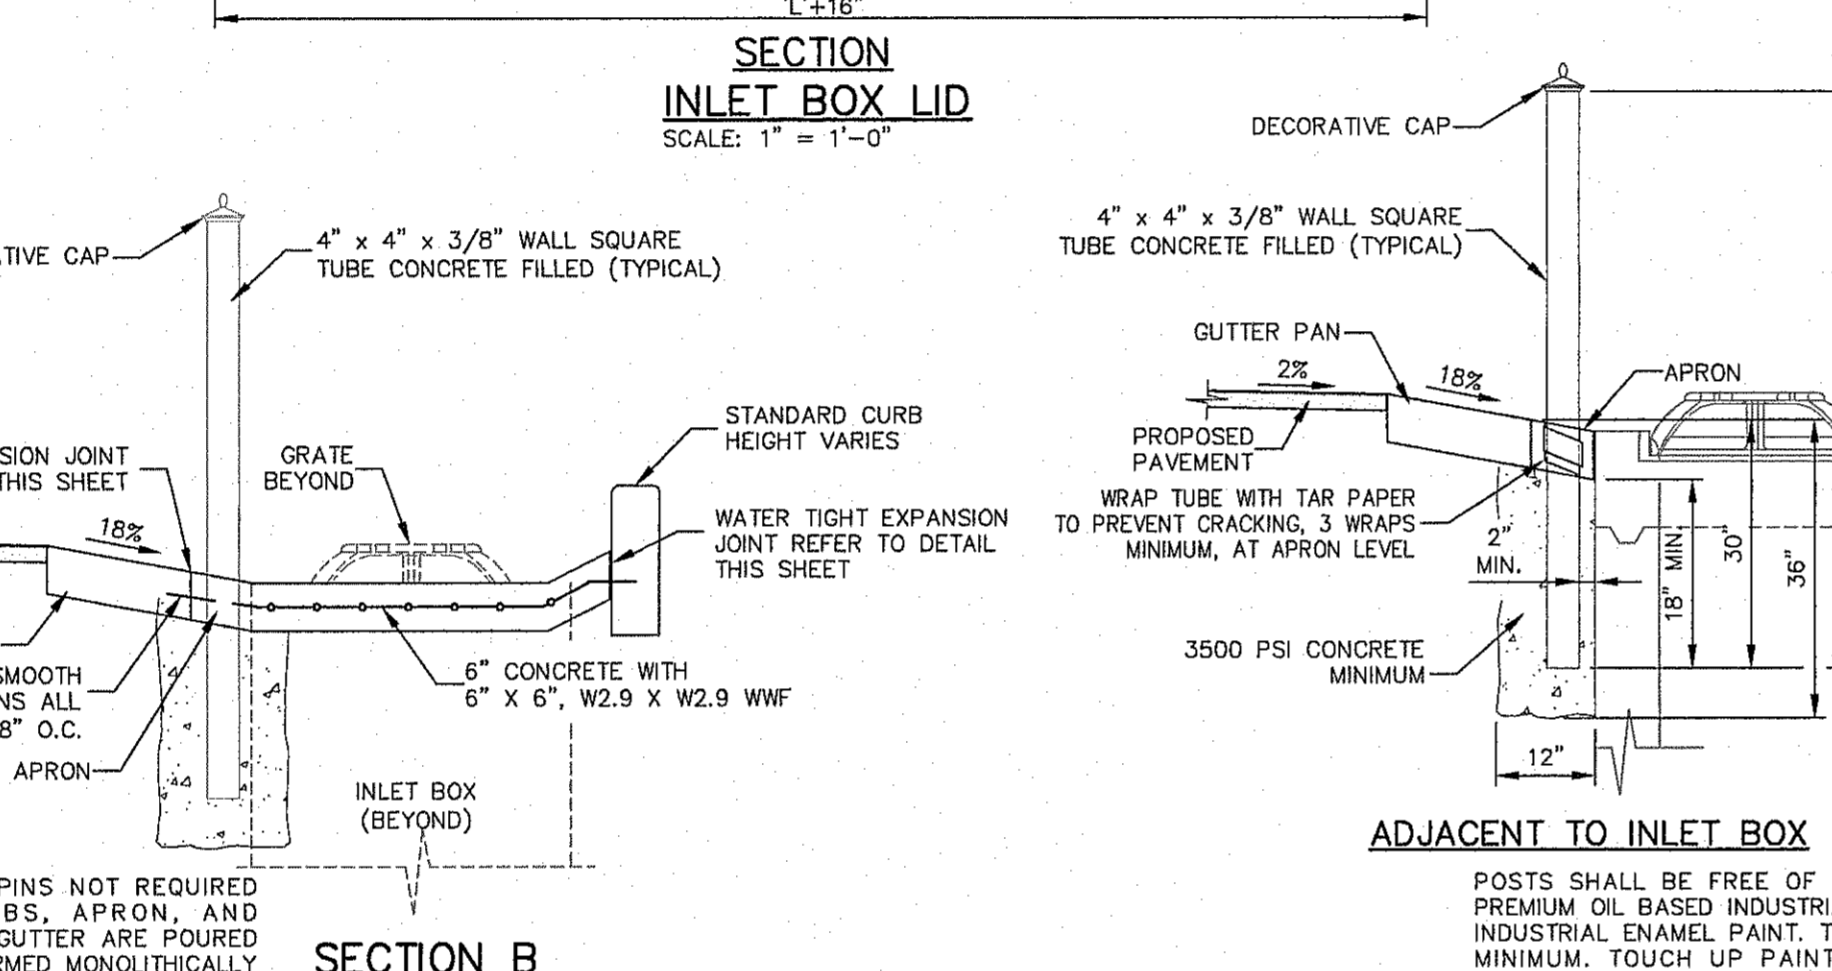 L'+16"
SECTION
INLET BOX LID
SCALE: 1" = 1'-0"
DECORATIVE CAP
4" x 4" x 3/8" WALL SQUARE
TUBE CONCRETE FILLED (TYPICAL)
GUTTER PAN
2%
18%
APRON
PROPOSED
PAVEMENT
WRAP TUBE WITH TAR PAPER
TO PREVENT CRACKING, 3 WRAPS
MINIMUM, AT APRON LEVEL
2"
MIN.
18" MIN.
30"
36"
3500 PSI CONCRETE
MINIMUM
12"
ADJACENT TO INLET BOX
POSTS SHALL BE FREE OF
PREMIUM OIL BASED INDUSTRI
INDUSTRIAL ENAMEL PAINT. T
MINIMUM. TOUCH UP PAINT
TIVE CAP
4" x 4" x 3/8" WALL SQUARE
TUBE CONCRETE FILLED (TYPICAL)
SION JOINT
THIS SHEET
GRATE
BEYOND
STANDARD CURB
HEIGHT VARIES
18%
WATER TIGHT EXPANSION
JOINT REFER TO DETAIL
THIS SHEET
SMOOTH
NS ALL
8" O.C.
APRON
6" CONCRETE WITH
6" X 6", W2.9 X W2.9 WWF
INLET BOX
(BEYOND)
PINS NOT REQUIRED
BS, APRON, AND
GUTTER ARE POURED
RMED MONOLITHICALLY
SECTION B